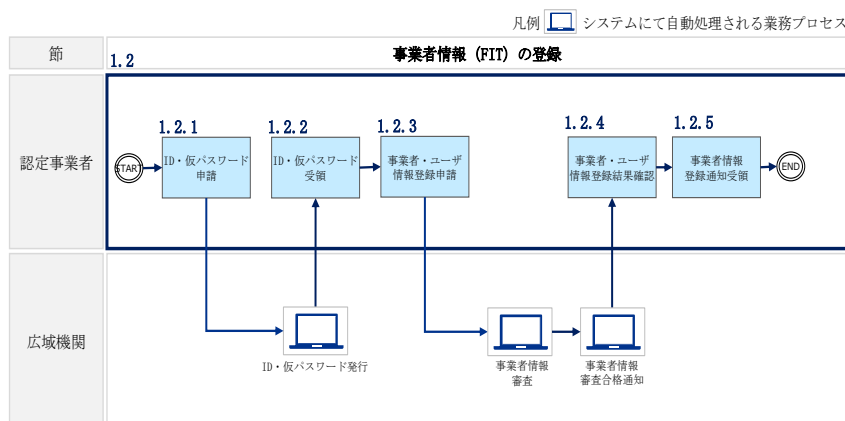 凡例 システムにて自動処理される業務プロセス
節
1.2
事業者情報（FIT）の登録
認定事業者
START
1.2.1
ID・仮パスワード
申請
1.2.2
ID・仮パスワード
受領
1.2.3
事業者・ユーザ
情報登録申請
1.2.4
事業者・ユーザ
情報登録結果確認
1.2.5
事業者情報
登録通知受領
END
広域機関
ID・仮パスワード発行
事業者情報
審査
事業者情報
審査合格通知